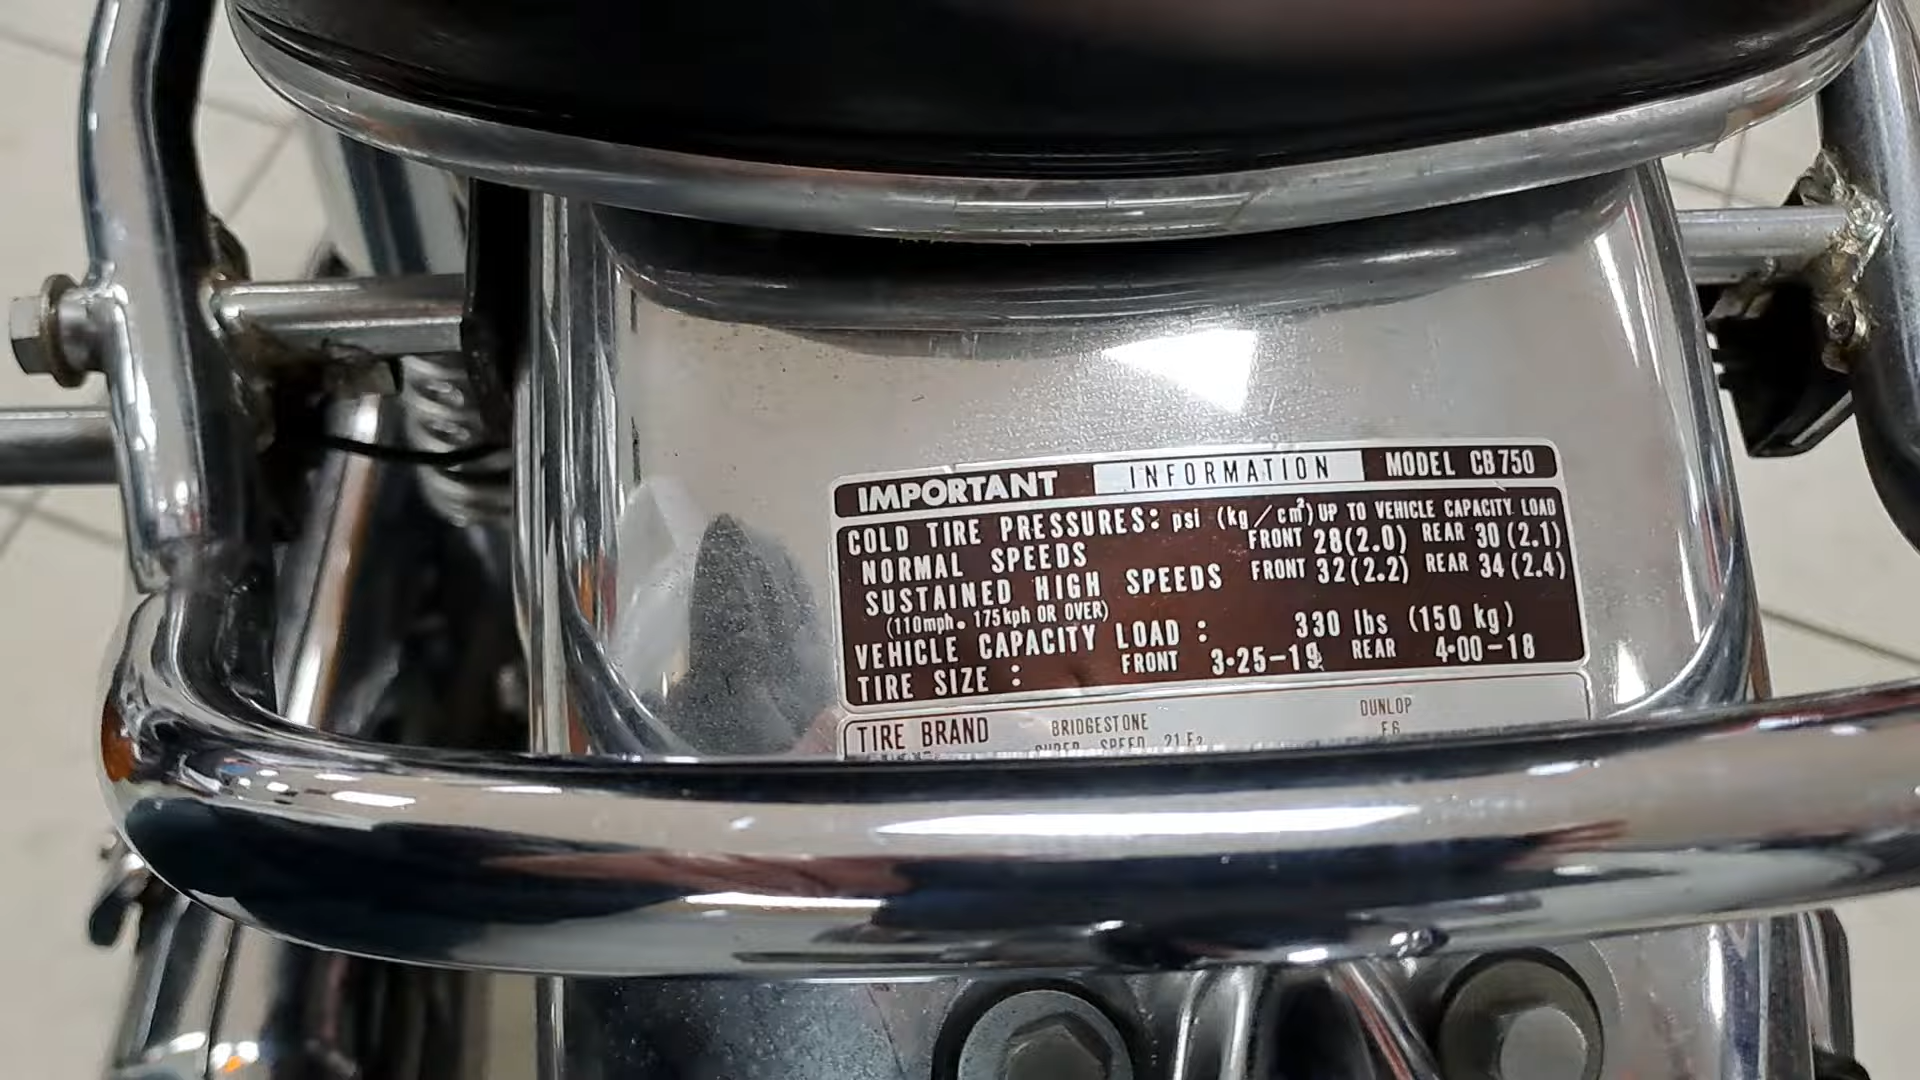 IMPORTANT INFORMATION MODEL CB750
COLD TIRE PRESSURES: psi (kg/cm²) UP TO VEHICLE CAPACITY LOAD
NORMAL SPEEDS FRONT 28(2.0) REAR 30(2.1)
SUSTAINED HIGH SPEEDS FRONT 32(2.2) REAR 34(2.4)
(110mph. 175kph OR OVER)
VEHICLE CAPACITY LOAD: 330 lbs (150 kg)
TIRE SIZE: FRONT 3•25-19 REAR 4•00-18
TIRE BRAND BRIDGESTONE DUNLOP
SPEED